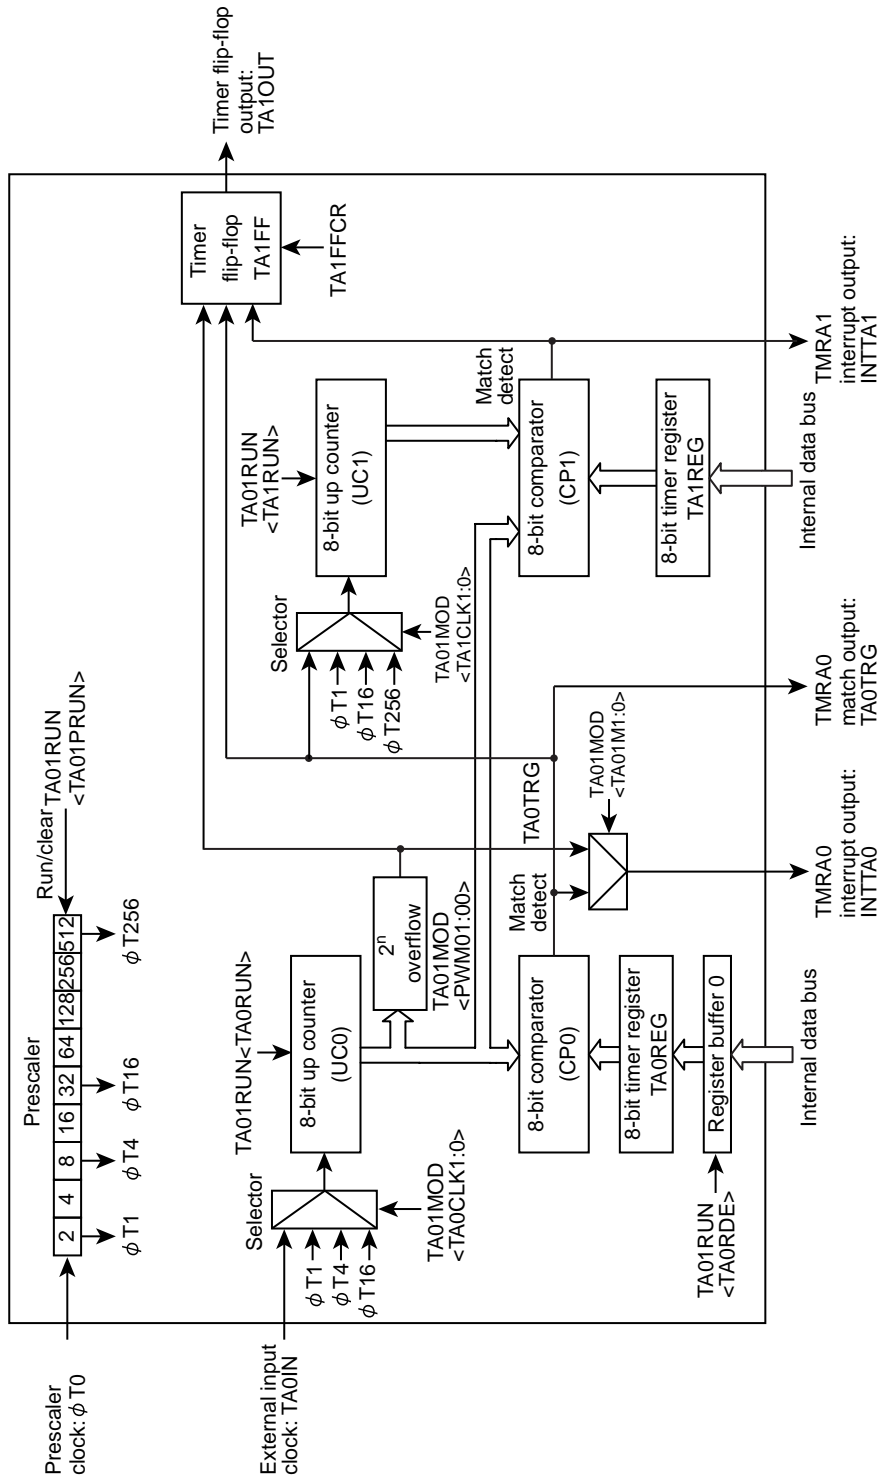 Prescaler
clock: ϕT0
Prescaler
2
4
8
16
32
64
128
256
512
Run/clear
TA01RUN
<TA01PRUN>
ϕT1
ϕT4
ϕT16
ϕT256
External input
clock: TA0IN
Selector
ϕT1
ϕT4
ϕT16
TA01MOD
<TA0CLK1:0>
TA01RUN<TA0RUN>
8-bit up counter
(UC0)
2n
overflow
TA01MOD
<PWM01:00>
Selector
ϕT1
ϕT16
ϕT256
TA01MOD
<TA1CLK1:0>
TA01RUN
<TA1RUN>
8-bit up counter
(UC1)
Timer
flip-flop
TA1FF
TA1FFCR
Timer flip-flop
output:
TA1OUT
8-bit comparator
(CP0)
Match
detect
TA0TRG
8-bit timer register
TA0REG
Register buffer 0
TA01RUN
<TA0RDE>
Internal data bus
TA01MOD
<TA01M1:0>
TMRA0
interrupt output:
INTTA0
TMRA0
match output:
TA0TRG
8-bit comparator
(CP1)
Match
detect
8-bit timer register
TA1REG
Internal data bus
TMRA1
interrupt output:
INTTA1